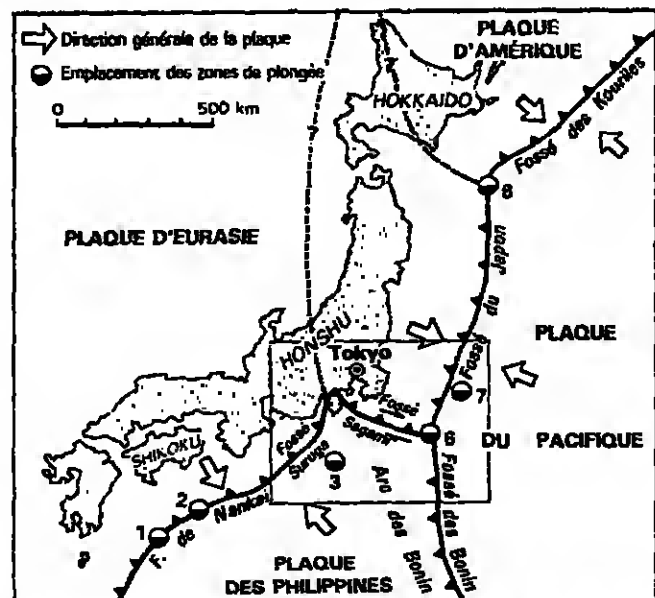 Direction générale de la plaque
Emplacement des zones de plongée
0 500 km
PLAQUE
D'AMÉRIQUE
HOKKAIDO
Fossé des Kouriles
8
PLAQUE D'EURASIE
Fossé du Japon
HONSHU
Tokyo
PLAQUE
7
Fossé
Sagami
6
DU PACIFIQUE
SHIKOKU
Fossé
Suruga
3
2
1
F. de Nankai
Arc des Bonin
Fossé des Bonin
PLAQUE
DES PHILIPPINES